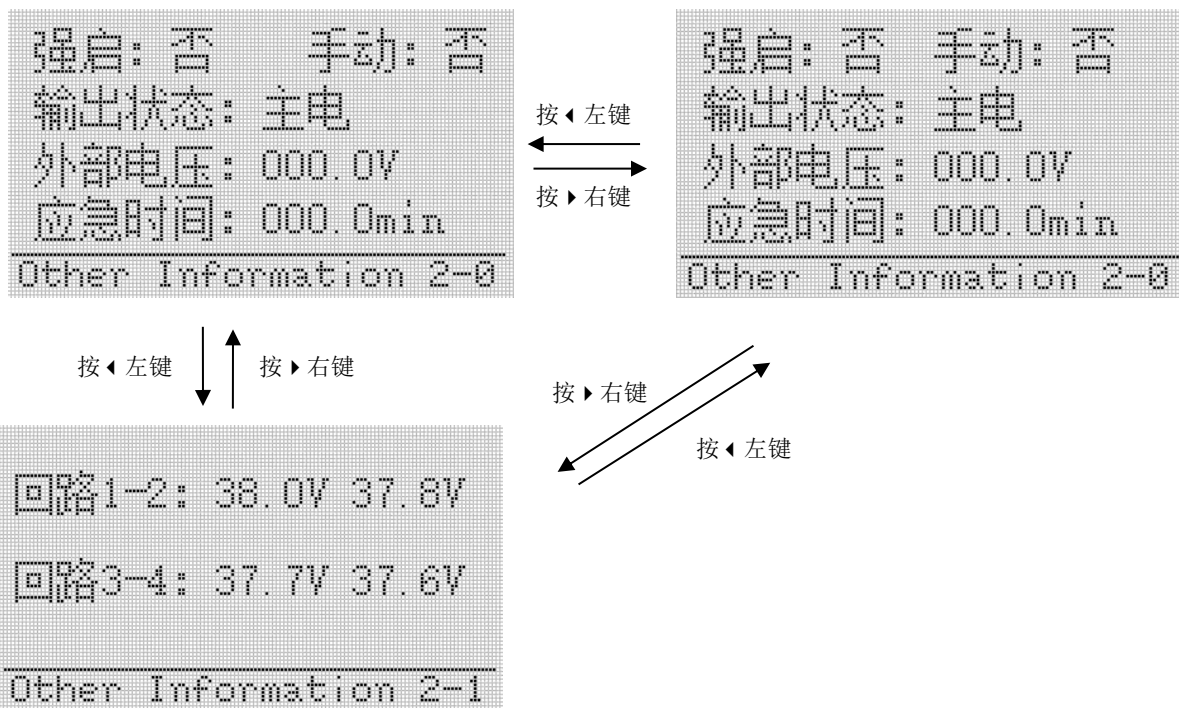 强启: 否 手动: 否
输出状态: 主电
外部电压: 000.0V
应急时间: 000.0min
Other Information 2-0
按◀左键
按▶右键
强启: 否 手动: 否
输出状态: 主电
外部电压: 000.0V
应急时间: 000.0min
Other Information 2-0
按◀左键
按▶右键
按▶右键
按◀左键
回路1-2: 38.0V 37.8V
回路3-4: 37.7V 37.6V
Other Information 2-1